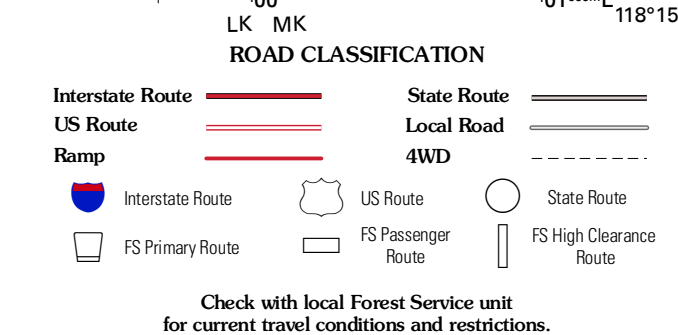 LK MK
118°15
ROAD CLASSIFICATION
Interstate Route
State Route
US Route
Local Road
Ramp
4WD
Interstate Route
US Route
State Route
FS Primary Route
FS Passenger
Route
FS High Clearance
Route
Check with local Forest Service unit
for current travel conditions and restrictions.